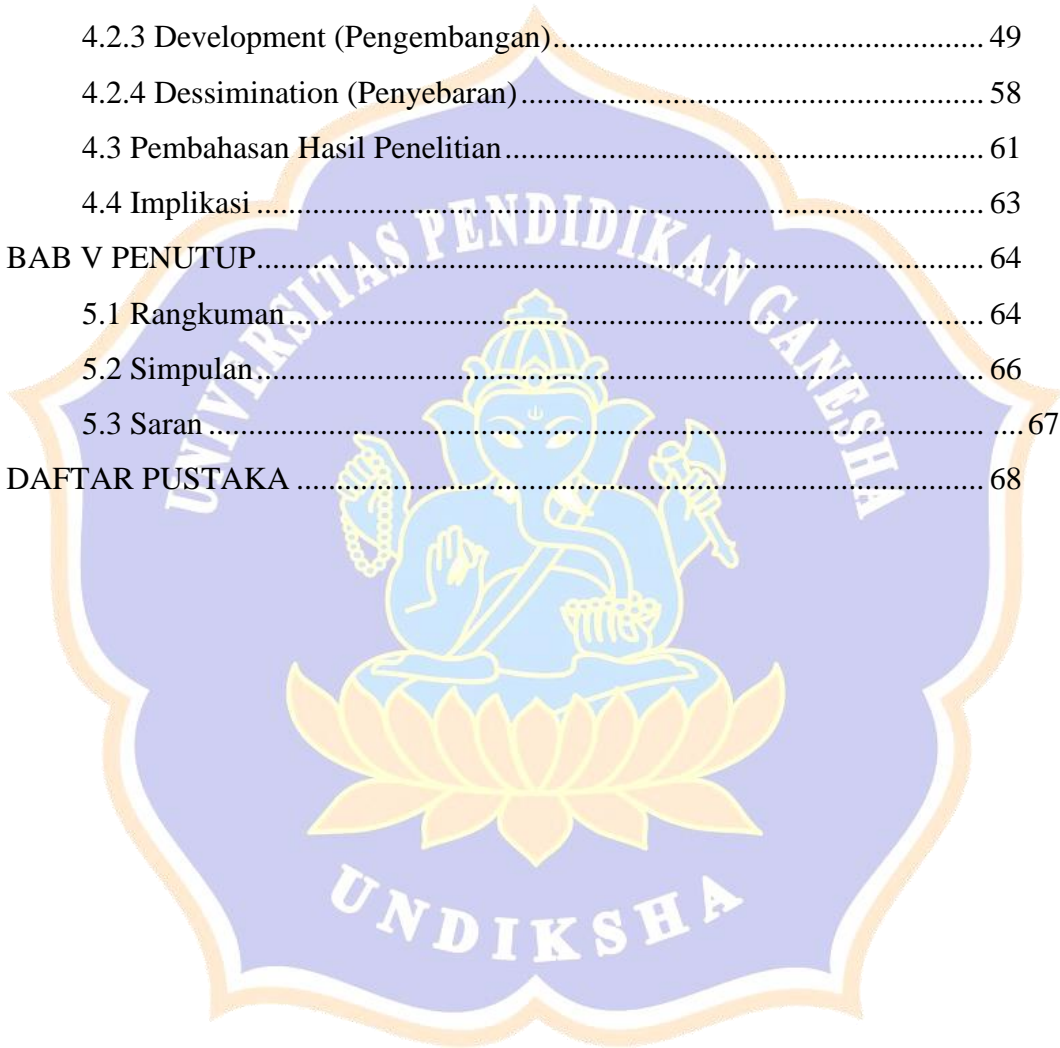 4.2.3 Development (Pengembangan).......................................................... 49
4.2.4 Dessimination (Penyebaran).............................................................. 58
4.3 Pembahasan Hasil Penelitian................................................................ 61
4.4 Implikasi............................................................................................... 63
BAB V PENUTUP....................................................................................... 64
5.1 Rangkuman........................................................................................... 64
5.2 Simpulan............................................................................................... 66
5.3 Saran..................................................................................................... ....67
DAFTAR PUSTAKA.................................................................................. 68
UNIVERSITAS PENDIDIKAN GANESHA
UNDIKSHA